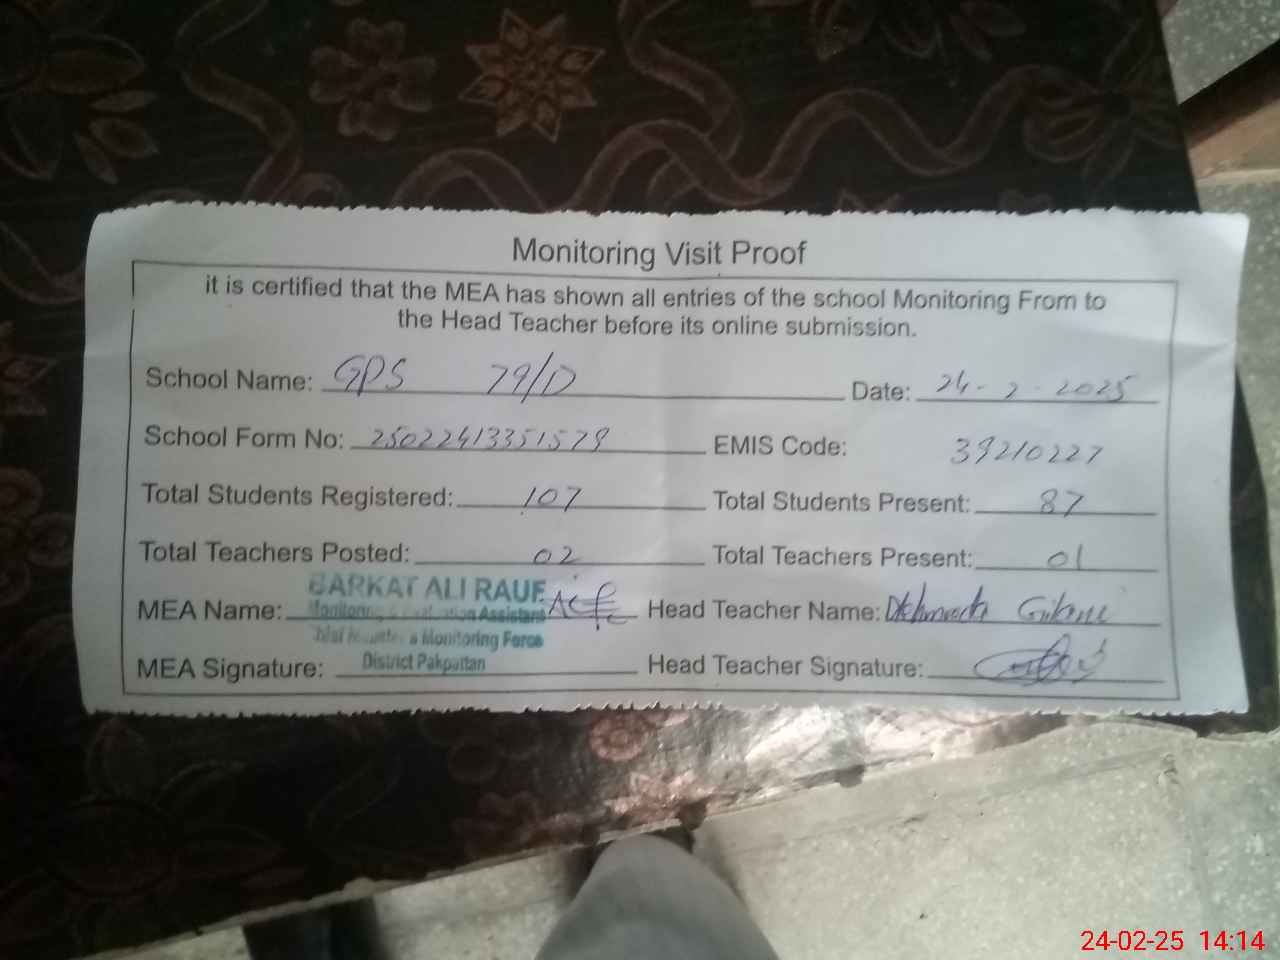 Monitoring Visit Proof
it is certified that the MEA has shown all entries of the school Monitoring From to
the Head Teacher before its online submission.
School Name: GPS 79/D Date: 24-2-2025
School Form No: 25022413351579 EMIS Code: 39210227
Total Students Registered: 107 Total Students Present: 87
Total Teachers Posted: 02 Total Teachers Present: 01
MEA Name: BARKAT ALI RAUF Head Teacher Name:
Monitoring & Evaluation Assistant
Monitoring Force
MEA Signature: District Pakpattan Head Teacher Signature:
24-02-25 14:14